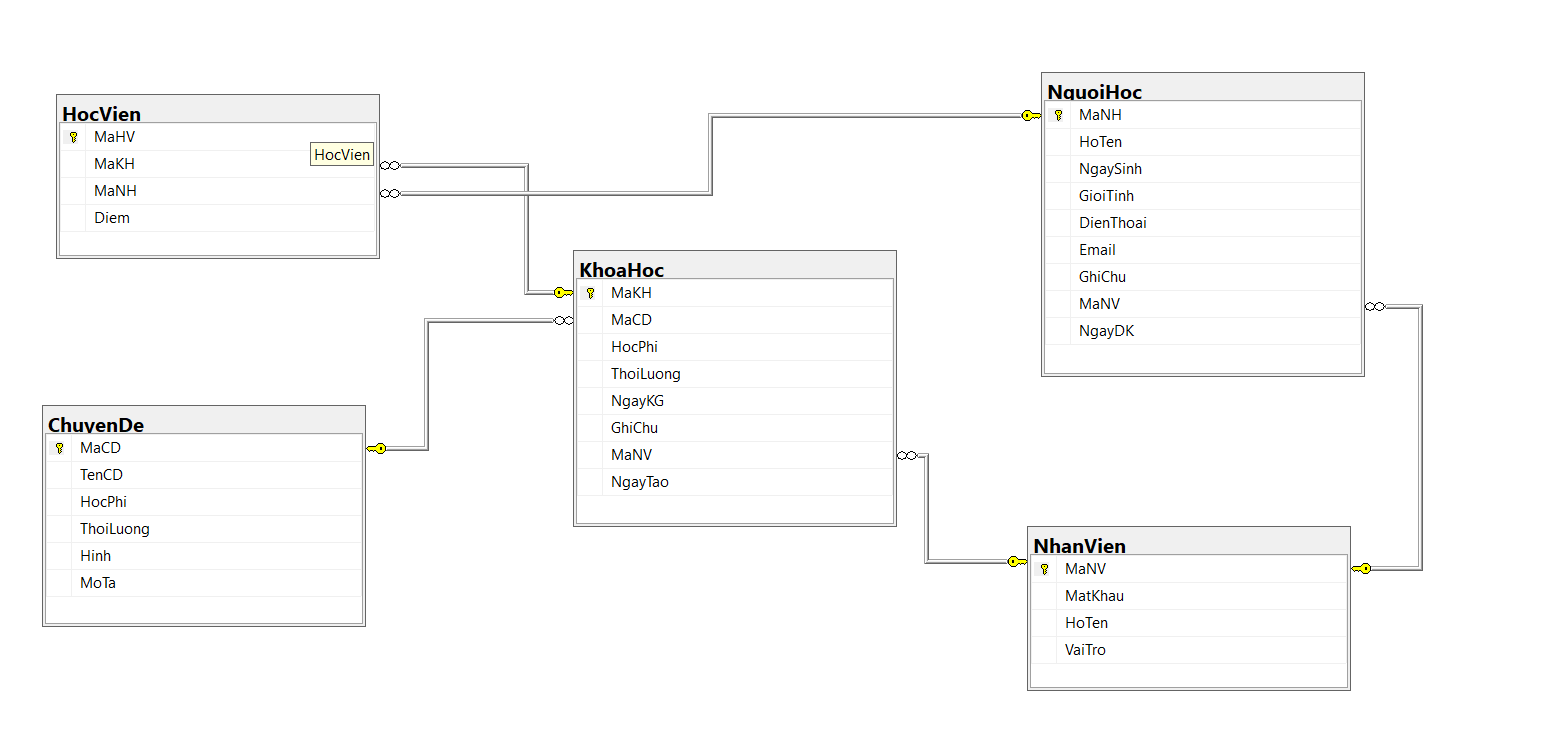 HocVien
MaHV
MaKH
MaNH
Diem
HocVien
NguoiHoc
MaNH
HoTen
NgaySinh
GioiTinh
DienThoai
Email
GhiChu
MaNV
NgayDK
KhoaHoc
MaKH
MaCD
HocPhi
ThoiLuong
NgayKG
GhiChu
MaNV
NgayTao
ChuyenDe
MaCD
TenCD
HocPhi
ThoiLuong
Hinh
MoTa
NhanVien
MaNV
MatKhau
HoTen
VaiTro